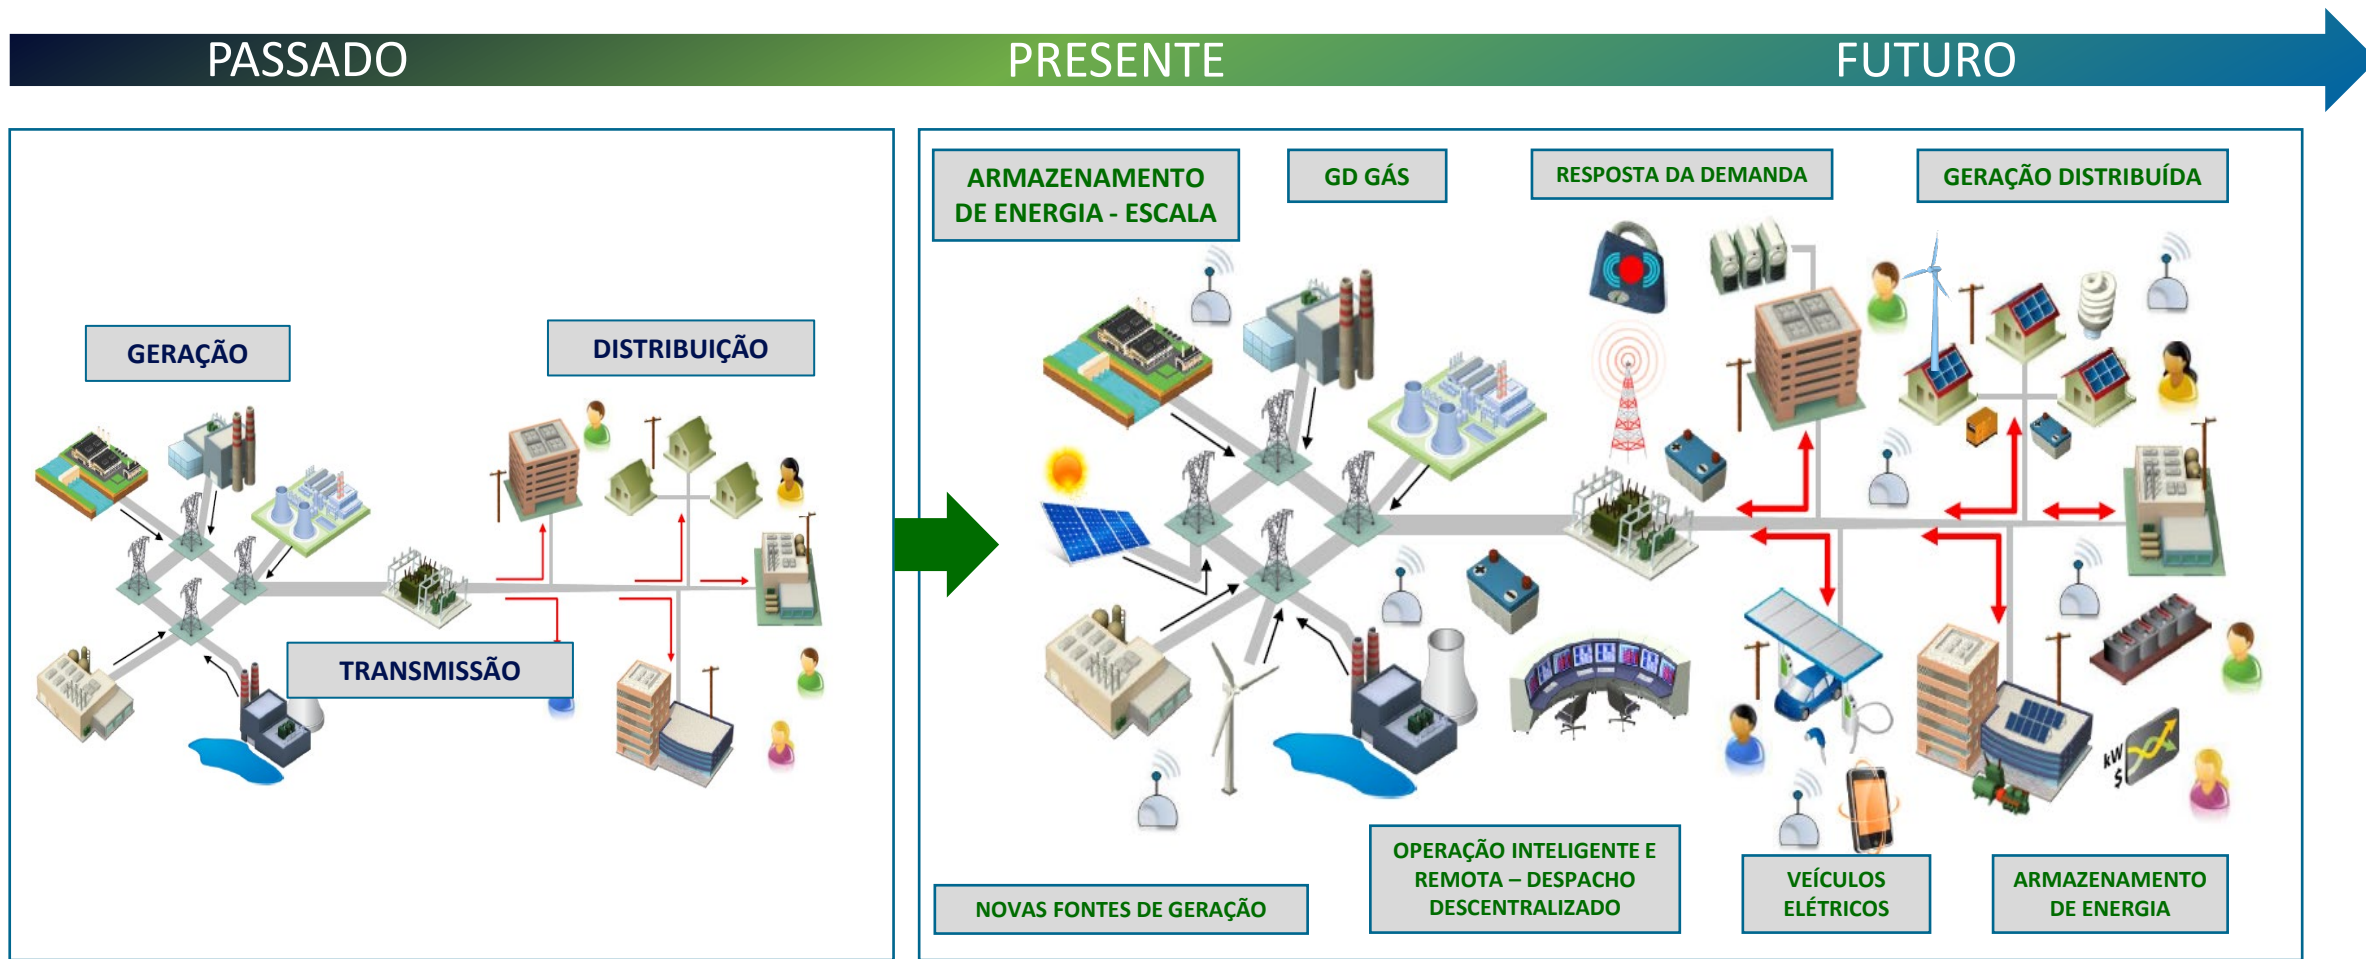 PASSADO
PRESENTE
FUTURO
GERAÇÃO
DISTRIBUIÇÃO
TRANSMISSÃO
ARMAZENAMENTO
DE ENERGIA - ESCALA
GD GÁS
RESPOSTA DA DEMANDA
GERAÇÃO DISTRIBUÍDA
kW
$
NOVAS FONTES DE GERAÇÃO
OPERAÇÃO INTELIGENTE E
REMOTA – DESPACHO
DESCENTRALIZADO
VEÍCULOS
ELÉTRICOS
ARMAZENAMENTO
DE ENERGIA